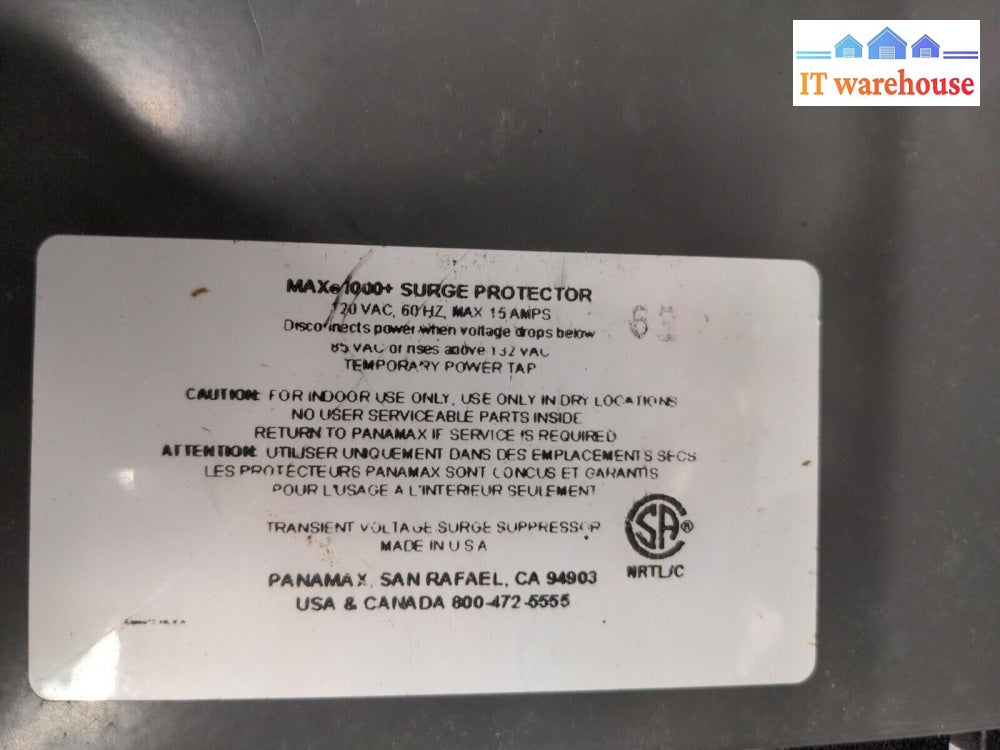 IT warehouse
MAX® 1000+ SURGE PROTECTOR
120 VAC, 60 HZ, MAX 15 AMPS
Disconnects power when voltage drops below
85 VAC or rises above 132 VAC
TEMPORARY POWER TAP
CAUTION: FOR INDOOR USE ONLY, USE ONLY IN DRY LOCATIONS
NO USER SERVICEABLE PARTS INSIDE
RETURN TO PANAMAX IF SERVICE IS REQUIRED
ATTENTION: UTILISER UNIQUEMENT DANS DES EMPLACEMENTS SECS
LES PROTECTEURS PANAMAX SONT CONCUS ET GARANTIS
POUR L'USAGE A L'INTERIEUR SEULEMENT
TRANSIENT VOLTAGE SURGE SUPPRESSOR
MADE IN USA
SA®
NRTL/C
PANAMAX, SAN RAFAEL, CA 94903
USA & CANADA 800-472-5555